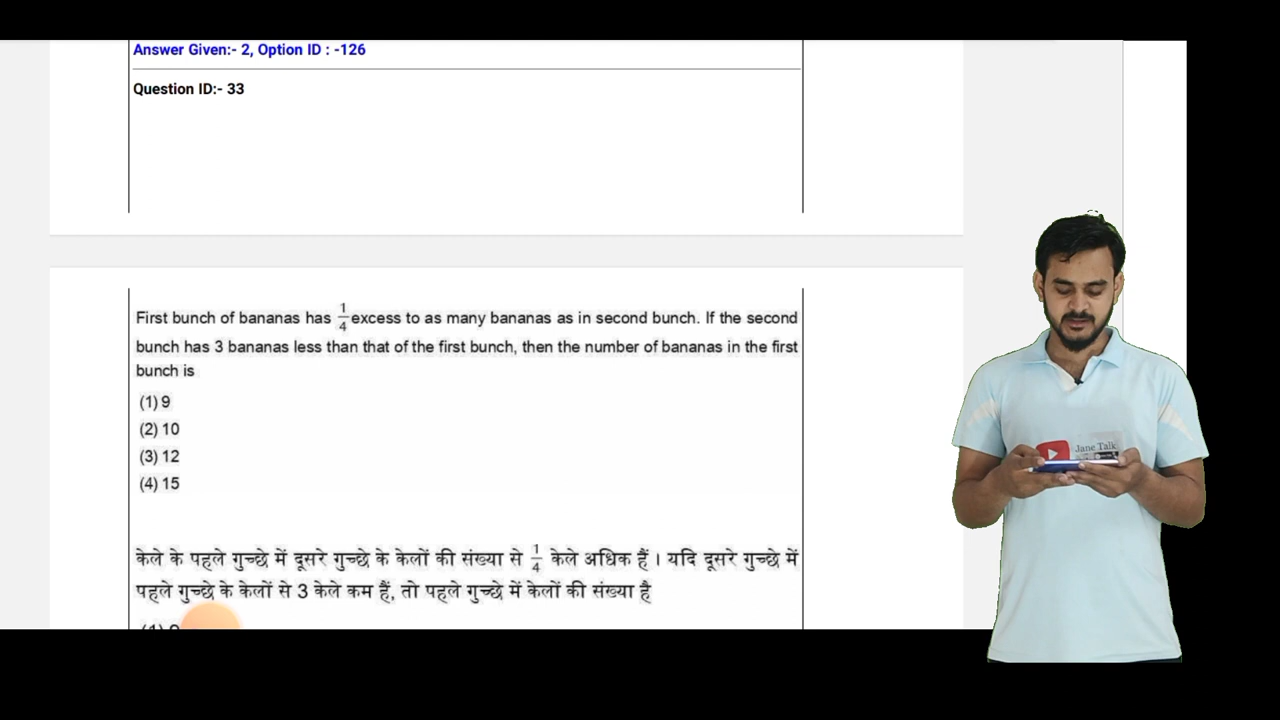 Answer Given:- 2, Option ID : -126
Question ID:- 33
First bunch of bananas has 1/4 excess to as many bananas as in second bunch. If the second
bunch has 3 bananas less than that of the first bunch, then the number of bananas in the first
bunch is
(1) 9
(2) 10
(3) 12
(4) 15
केले के पहले गुच्छे में दूसरे गुच्छे के केलों की संख्या से 1/4 केले अधिक हैं । यदि दूसरे गुच्छे में
पहले गुच्छे के केलों से 3 केले कम हैं, तो पहले गुच्छे में केलों की संख्या है
Jane Talk